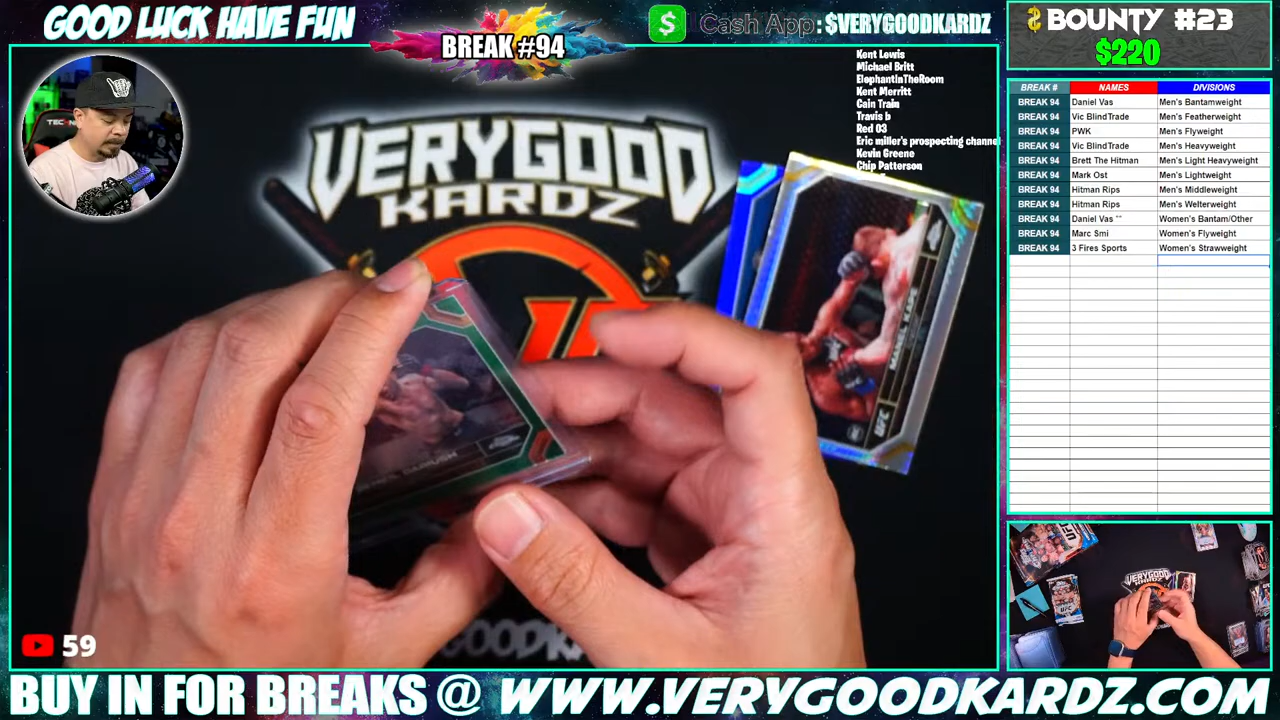 GOOD LUCK HAVE FUN
BREAK #94
$ Cash App : $VERYGOODKARDZ
$ BOUNTY #23
$220
Kent Lewis
Michael Britt
ElephantInTheRoom
Kent Merritt
Cain Train
Travis b
Red 03
Eric miller's prospecting channel
Kevin Greene
Chip Patterson
VERYGOOD
KARDZ
MANEL KAPE
UFC
BREAK # NAMES DIVISIONS
BREAK 94 Daniel Vas Men's Bantamweight
BREAK 94 Vic BlindTrade Men's Featherweight
BREAK 94 PWK Men's Flyweight
BREAK 94 Vic BlindTrade Men's Heavyweight
BREAK 94 Brett The Hitman Men's Light Heavyweight
BREAK 94 Mark Ost Men's Lightweight
BREAK 94 Hitman Rips Men's Middleweight
BREAK 94 Hitman Rips Men's Welterweight
BREAK 94 Daniel Vas ** Women's Bantam/Other
BREAK 94 Marc Smi Women's Flyweight
BREAK 94 3 Fires Sports Women's Strawweight
VERYGOOD
UFC
59
BUY IN FOR BREAKS @ WWW.VERYGOODKARDZ.COM